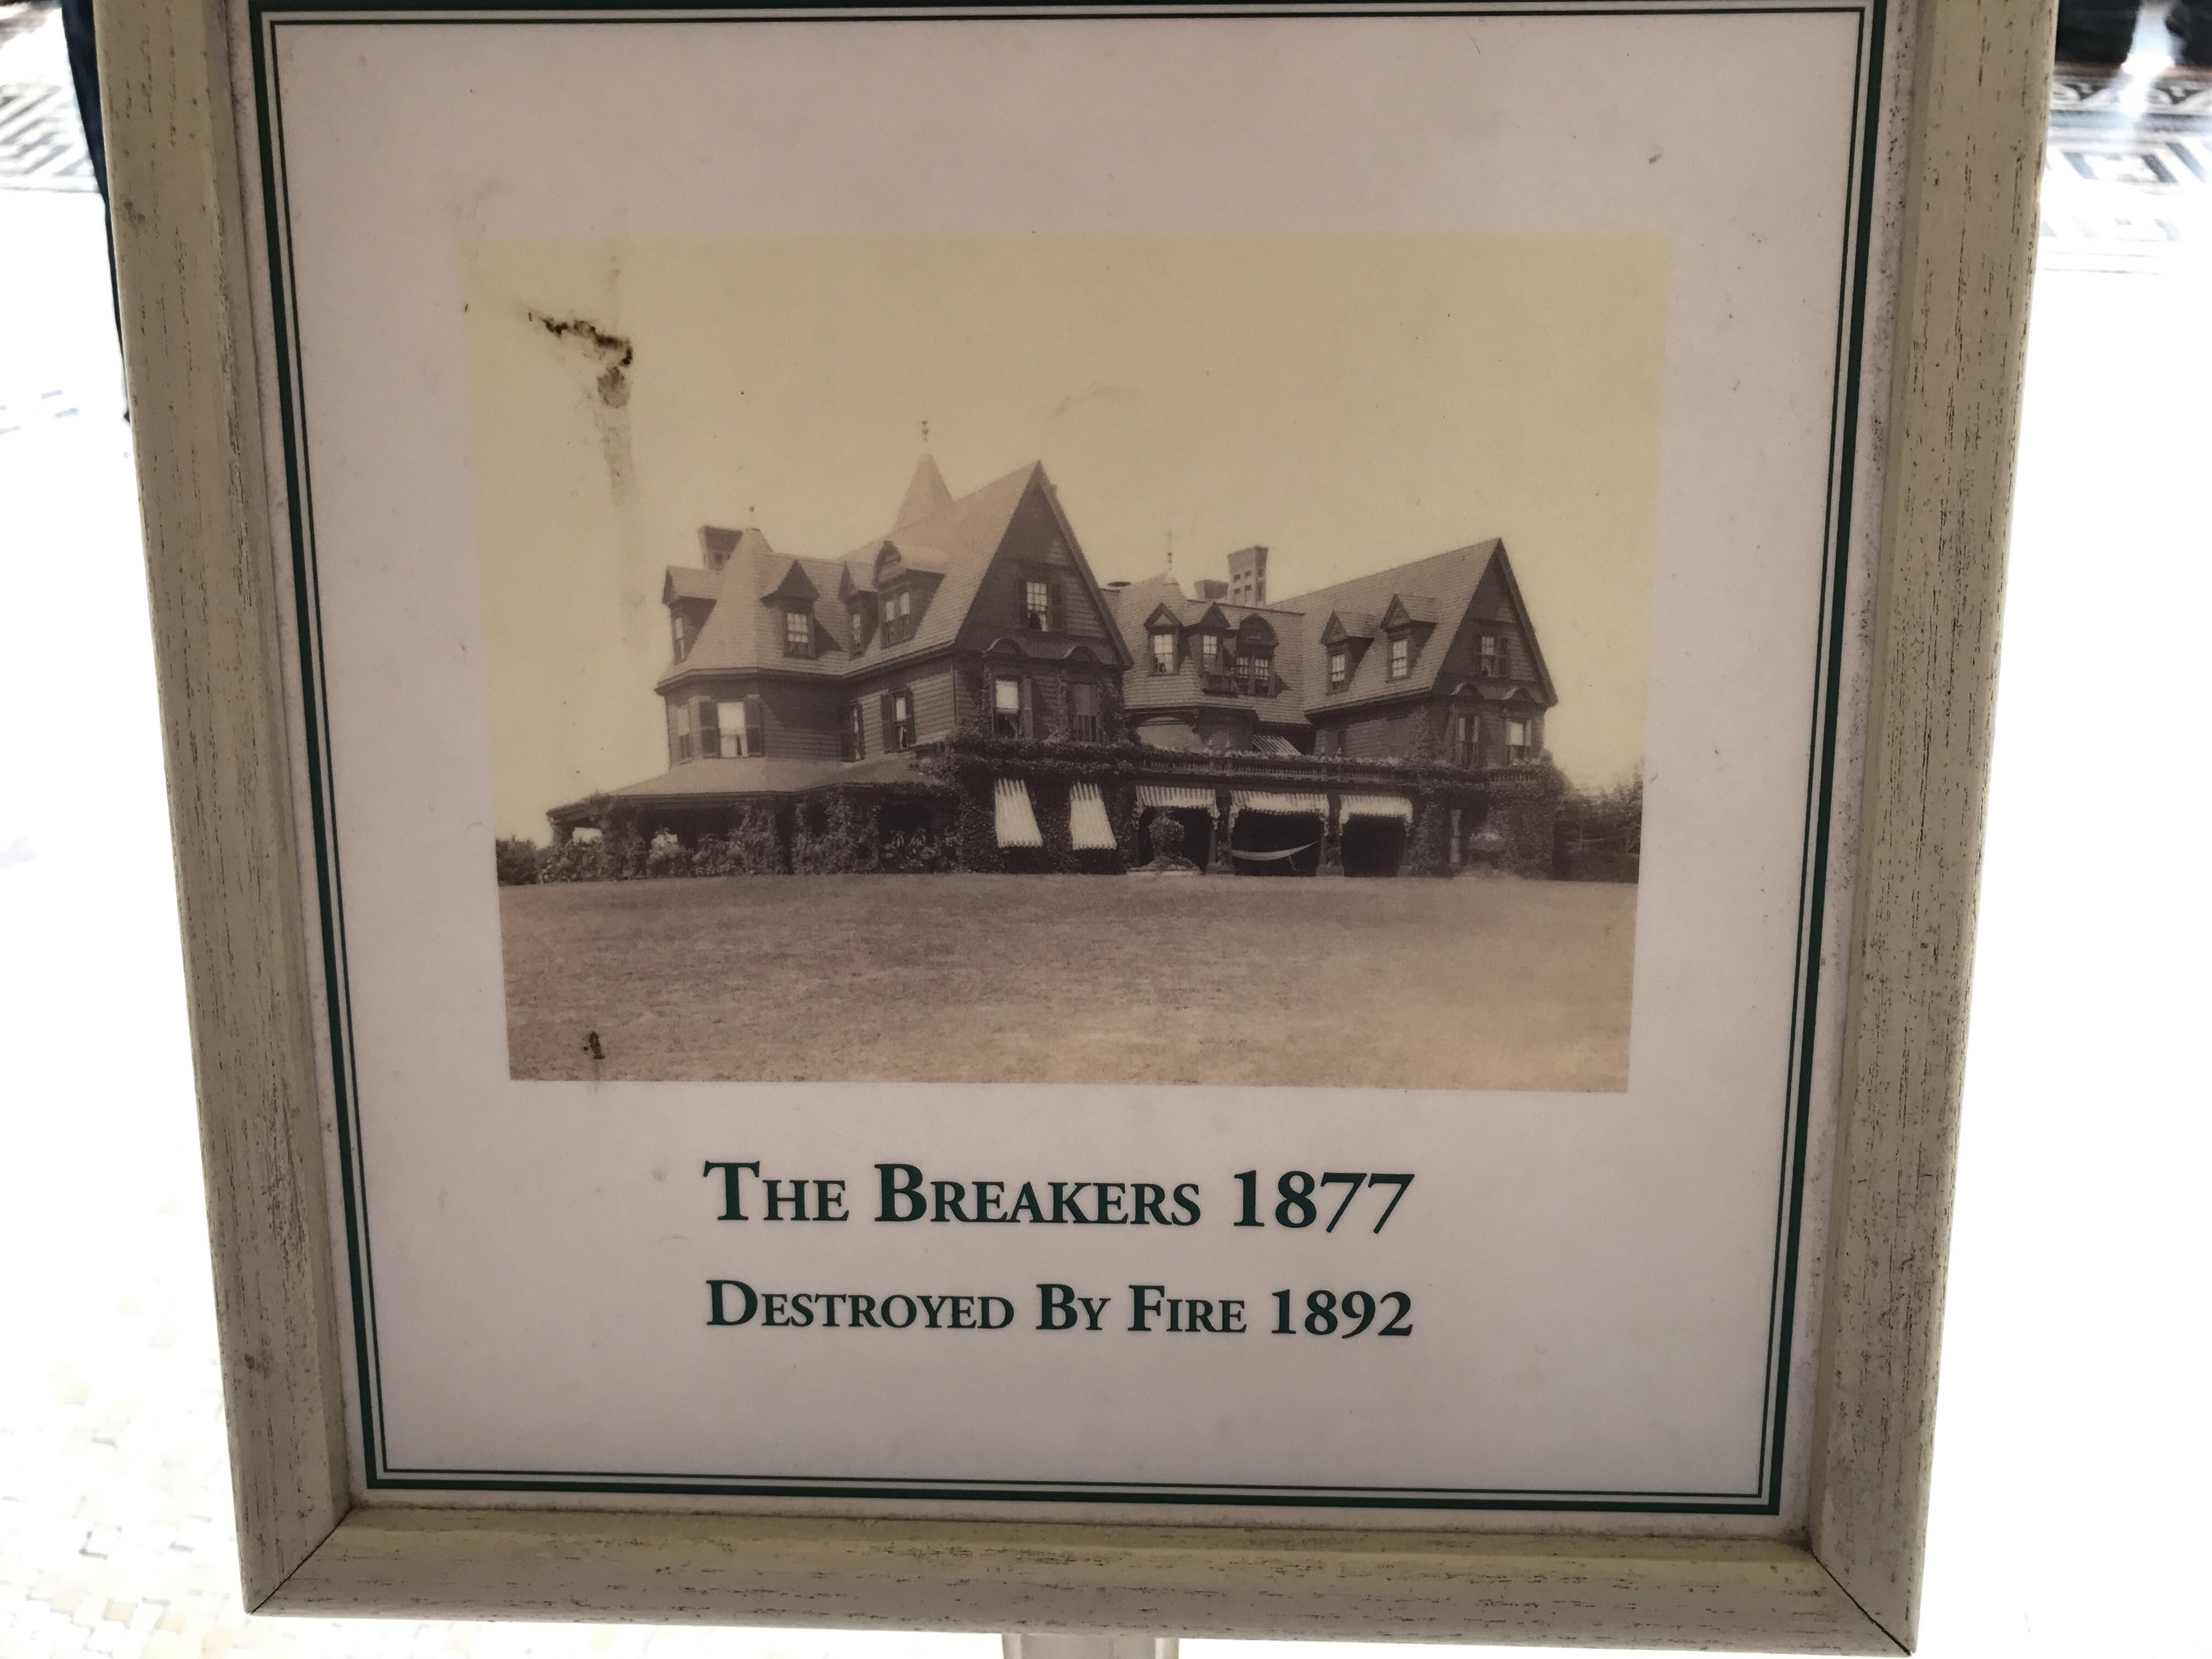 The Breakers 1877
Destroyed By Fire 1892